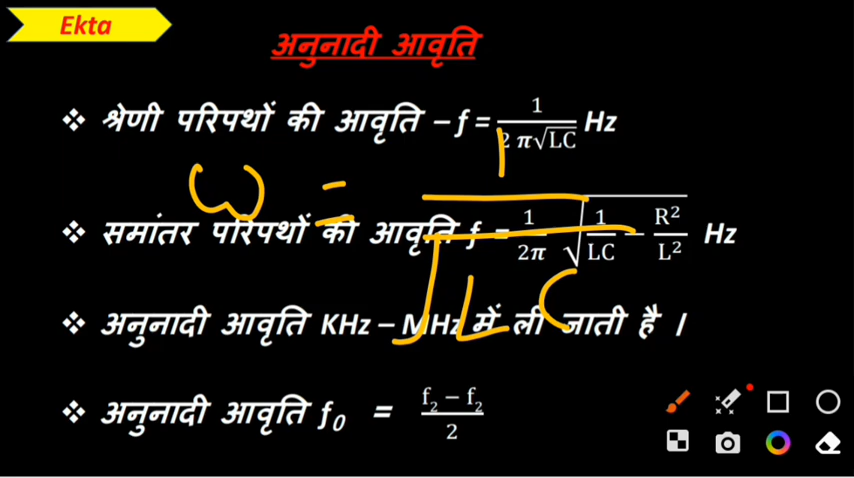 Ekta
अनुनादी आवृति
❖ श्रेणी परिपथों की आवृति – f = 1/(2 π√LC) Hz
ω = 1/√LC
❖ समांतर परिपथों की आवृति f = 1/2π √(1/LC − R²/L²) Hz
❖ अनुनादी आवृति KHz – MHz में ली जाती है ।
❖ अनुनादी आवृति f₀ = (f₂ − f₂)/2